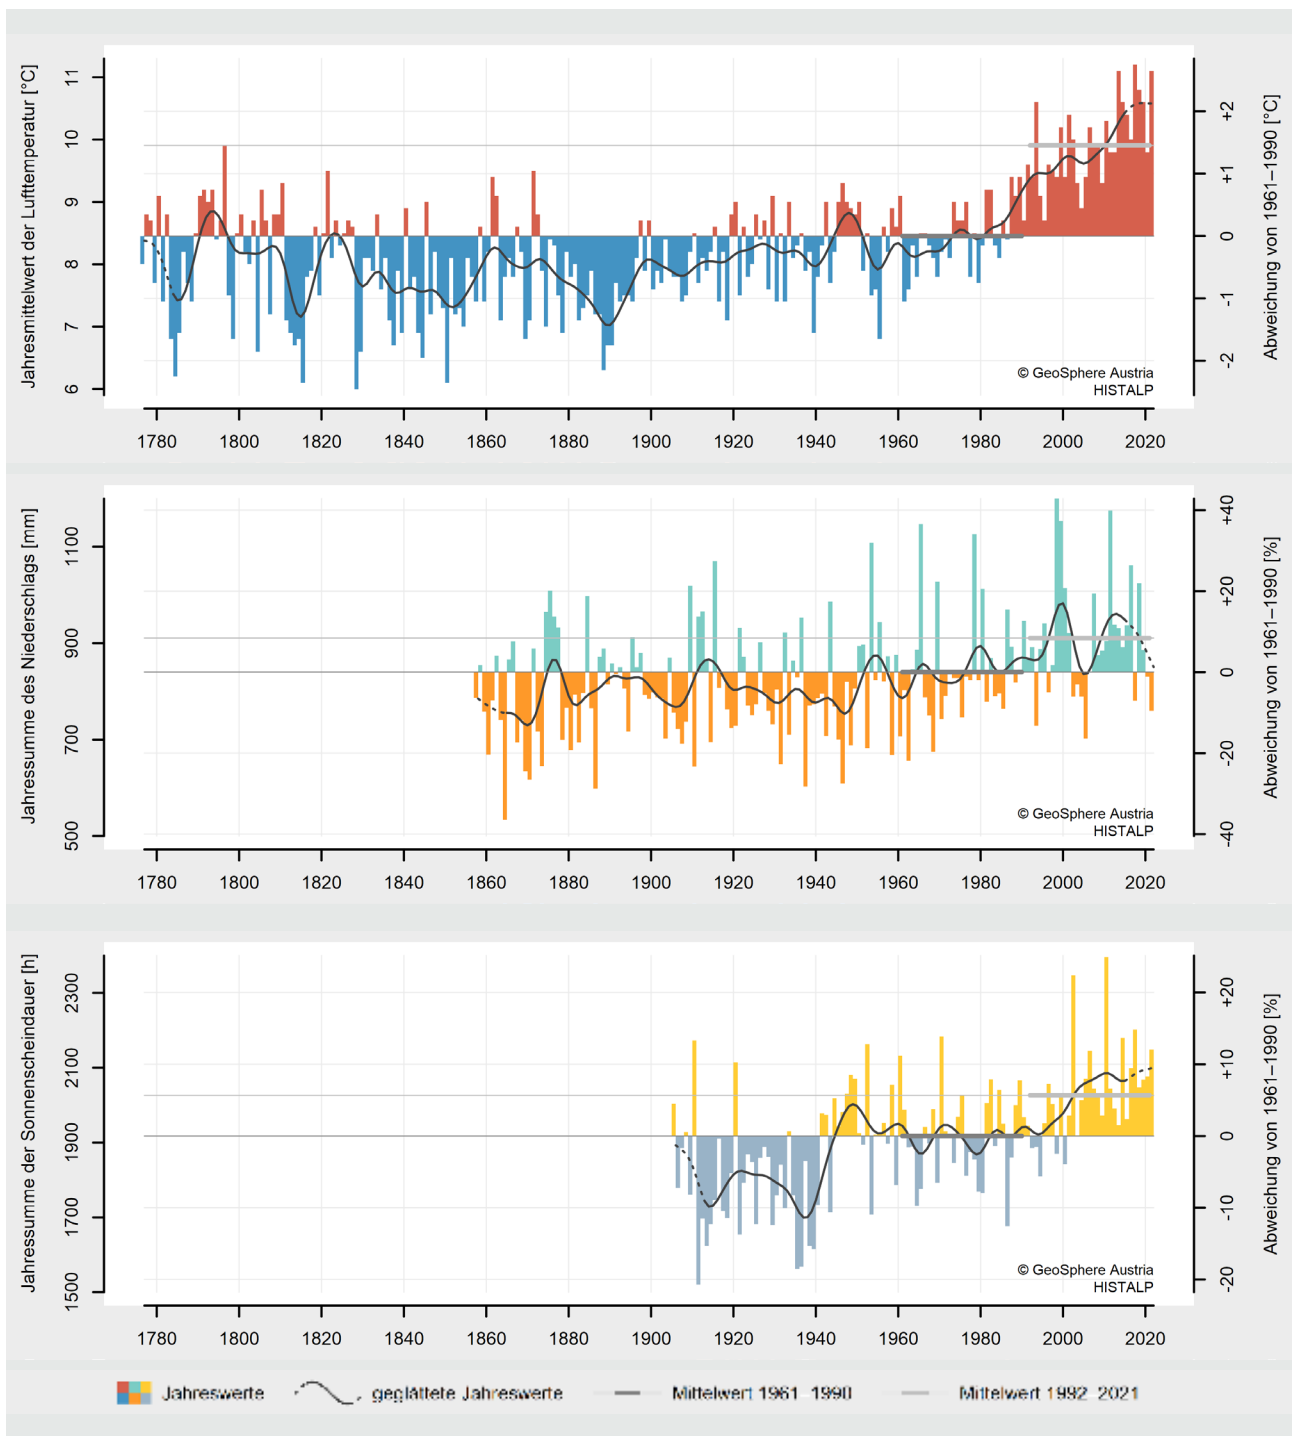 Jahresmittelwert der Lufttemperatur [°C]
11
10
9
8
7
6
+2
+1
0
-1
-2
Abweichung von 1961–1990 [°C]
© GeoSphere Austria
HISTALP
1780 1800 1820 1840 1860 1880 1900 1920 1940 1960 1980 2000 2020
Jahressumme des Niederschlags [mm]
1100
900
700
500
+40
+20
0
-20
-40
Abweichung von 1961–1990 [%]
© GeoSphere Austria
HISTALP
1780 1800 1820 1840 1860 1880 1900 1920 1940 1960 1980 2000 2020
Jahressumme der Sonnenscheindauer [h]
2300
2100
1900
1700
1500
+20
+10
0
-10
-20
Abweichung von 1961–1990 [%]
© GeoSphere Austria
HISTALP
1780 1800 1820 1840 1860 1880 1900 1920 1940 1960 1980 2000 2020
Jahreswerte geglättete Jahreswerte Mittelwert 1961–1990 Mittelwert 1992–2021